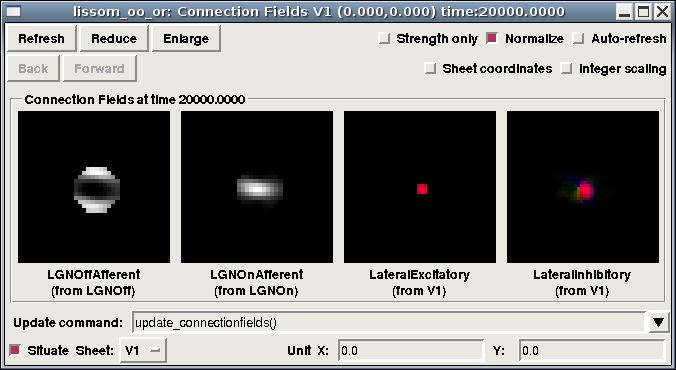 lissom_oo_or: Connection Fields V1 (0.000,0.000) time:20000.0000
Refresh Reduce Enlarge Strength only Normalize Auto-refresh
Back Forward Sheet coordinates Integer scaling
Connection Fields at time 20000.0000
LGNOffAfferent LGNOnAfferent LateralExcitatory LateralInhibitory
(from LGNOff) (from LGNOn) (from V1) (from V1)
Update command: update_connectionfields()
Situate Sheet: V1 Unit X: 0.0 Y: 0.0